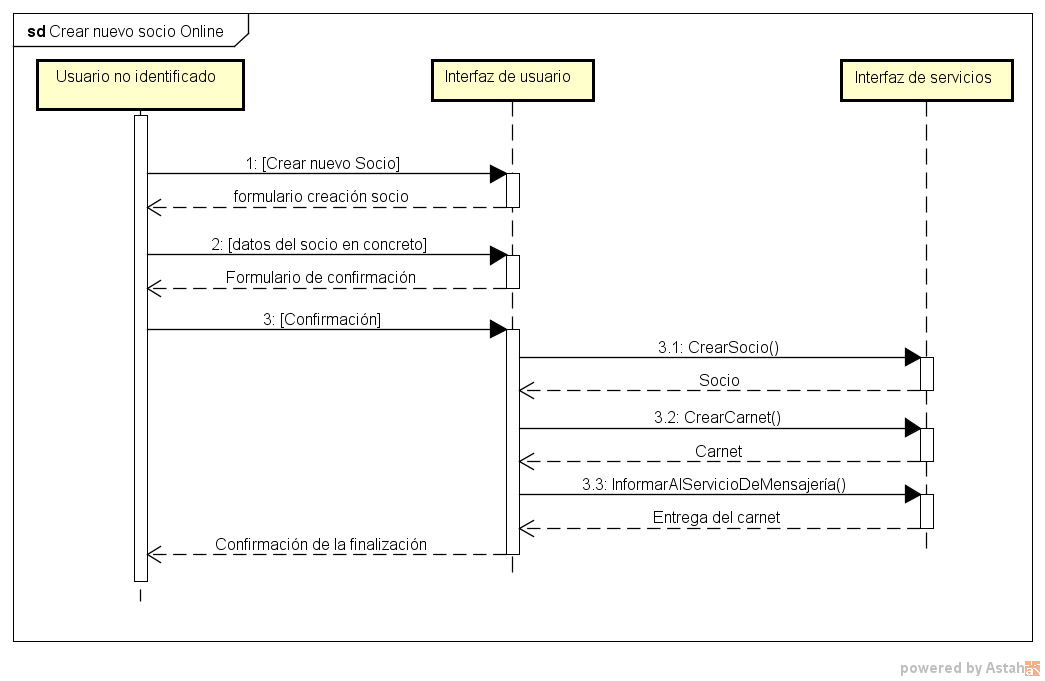 sd Crear nuevo socio Online
Usuario no identificado
Interfaz de usuario
Interfaz de servicios
1: [Crear nuevo Socio]
formulario creación socio
2: [datos del socio en concreto]
Formulario de confirmación
3: [Confirmación]
3.1: CrearSocio()
Socio
3.2: CrearCarnet()
Carnet
3.3: InformarAlServicioDeMensajería()
Entrega del carnet
Confirmación de la finalización
powered by Astah